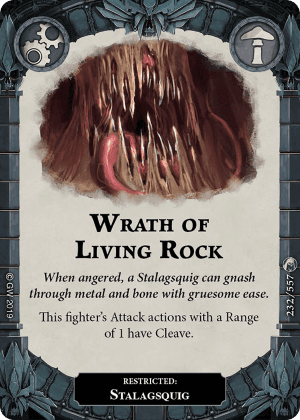 WRATH OF
LIVING ROCK
When angered, a Stalagsquig can gnash
through metal and bone with gruesome ease.
This fighter's Attack actions with a Range
of 1 have Cleave.
© GW 2019
232/557
RESTRICTED:
STALAGSQUIG